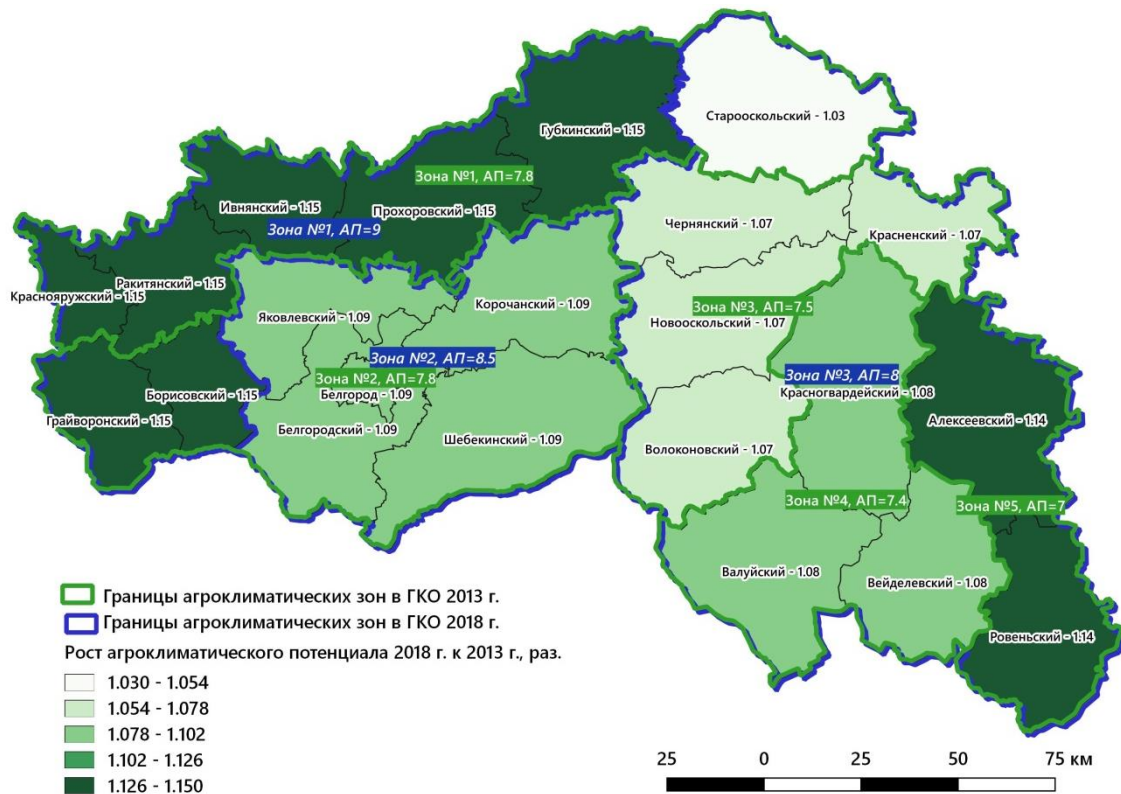 Губкинский - 1.15
Старооскольский - 1.03
Зона №1, АП=7.8
Ивнянский - 1.15
Прохоровский - 1.15
Зона №1, АП=9
Чернянский - 1.07
Красненский - 1.07
Ракитянский - 1.15
Краснояружский - 1.15
Корочанский - 1.09
Зона №3, АП=7.5
Яковлевский - 1.09
Новооскольский - 1.07
Зона №2, АП=8.5
Зона №2, АП=7.8
Зона №3, АП=8
Борисовский - 1.15
Белгород - 1.09
Красногвардейский - 1.08
Грайворонский - 1.15
Алексеевский - 1.14
Белгородский - 1.09
Шебекинский - 1.09
Волоконовский - 1.07
Зона №4, АП=7.4
Зона №5, АП=7
Валуйский - 1.08
Вейделевский - 1.08
Ровеньский - 1.14
Границы агроклиматических зон в ГКО 2013 г.
Границы агроклиматических зон в ГКО 2018 г.
Рост агроклиматического потенциала 2018 г. к 2013 г., раз.
1.030 - 1.054
1.054 - 1.078
1.078 - 1.102
1.102 - 1.126
1.126 - 1.150
25 0 25 50 75 км